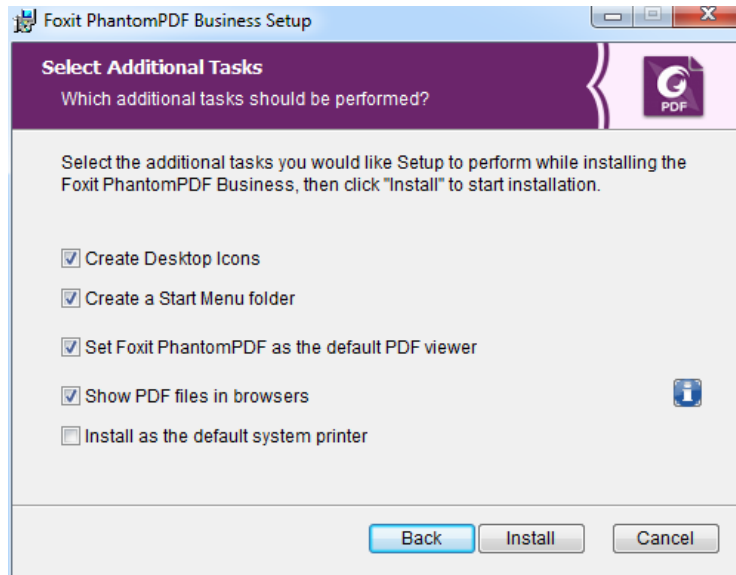 Foxit PhantomPDF Business Setup
Select Additional Tasks
Which additional tasks should be performed?
PDF
Select the additional tasks you would like Setup to perform while installing the
Foxit PhantomPDF Business, then click "Install" to start installation.
Create Desktop Icons
Create a Start Menu folder
Set Foxit PhantomPDF as the default PDF viewer
Show PDF files in browsers
Install as the default system printer
Back Install Cancel